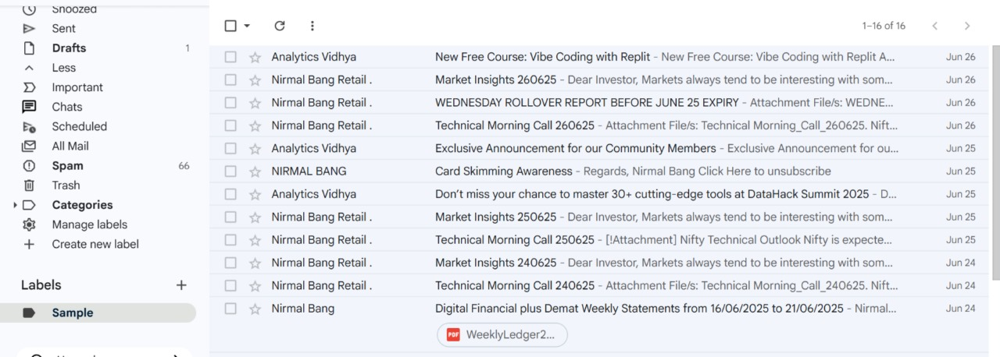 Snoozed
Sent
Drafts 1
Less
Important
Chats
Scheduled
All Mail
Spam 66
Trash
Categories
Manage labels
Create new label
Labels
Sample
1–16 of 16
Analytics Vidhya New Free Course: Vibe Coding with Replit - New Free Course: Vibe Coding with Replit A... Jun 26
Nirmal Bang Retail . Market Insights 260625 - Dear Investor, Markets always tend to be interesting with som... Jun 26
Nirmal Bang Retail . WEDNESDAY ROLLOVER REPORT BEFORE JUNE 25 EXPIRY - Attachment File/s: WEDNE... Jun 26
Nirmal Bang Retail . Technical Morning Call 260625 - Attachment File/s: Technical Morning_Call_260625. Nift... Jun 26
Analytics Vidhya Exclusive Announcement for our Community Members - Exclusive Announcement for ou... Jun 25
NIRMAL BANG Card Skimming Awareness - Regards, Nirmal Bang Click Here to unsubscribe Jun 25
Analytics Vidhya Don’t miss your chance to master 30+ cutting-edge tools at DataHack Summit 2025 - D... Jun 25
Nirmal Bang Retail . Market Insights 250625 - Dear Investor, Markets always tend to be interesting with som... Jun 25
Nirmal Bang Retail . Technical Morning Call 250625 - [!Attachment] Nifty Technical Outlook Nifty is expecte... Jun 25
Nirmal Bang Retail . Market Insights 240625 - Dear Investor, Markets always tend to be interesting with som... Jun 24
Nirmal Bang Retail . Technical Morning Call 240625 - Attachment File/s: Technical Morning_Call_240625. Nift... Jun 24
Nirmal Bang Digital Financial plus Demat Weekly Statements from 16/06/2025 to 21/06/2025 - Nirmal... Jun 24
PDF WeeklyLedger2...